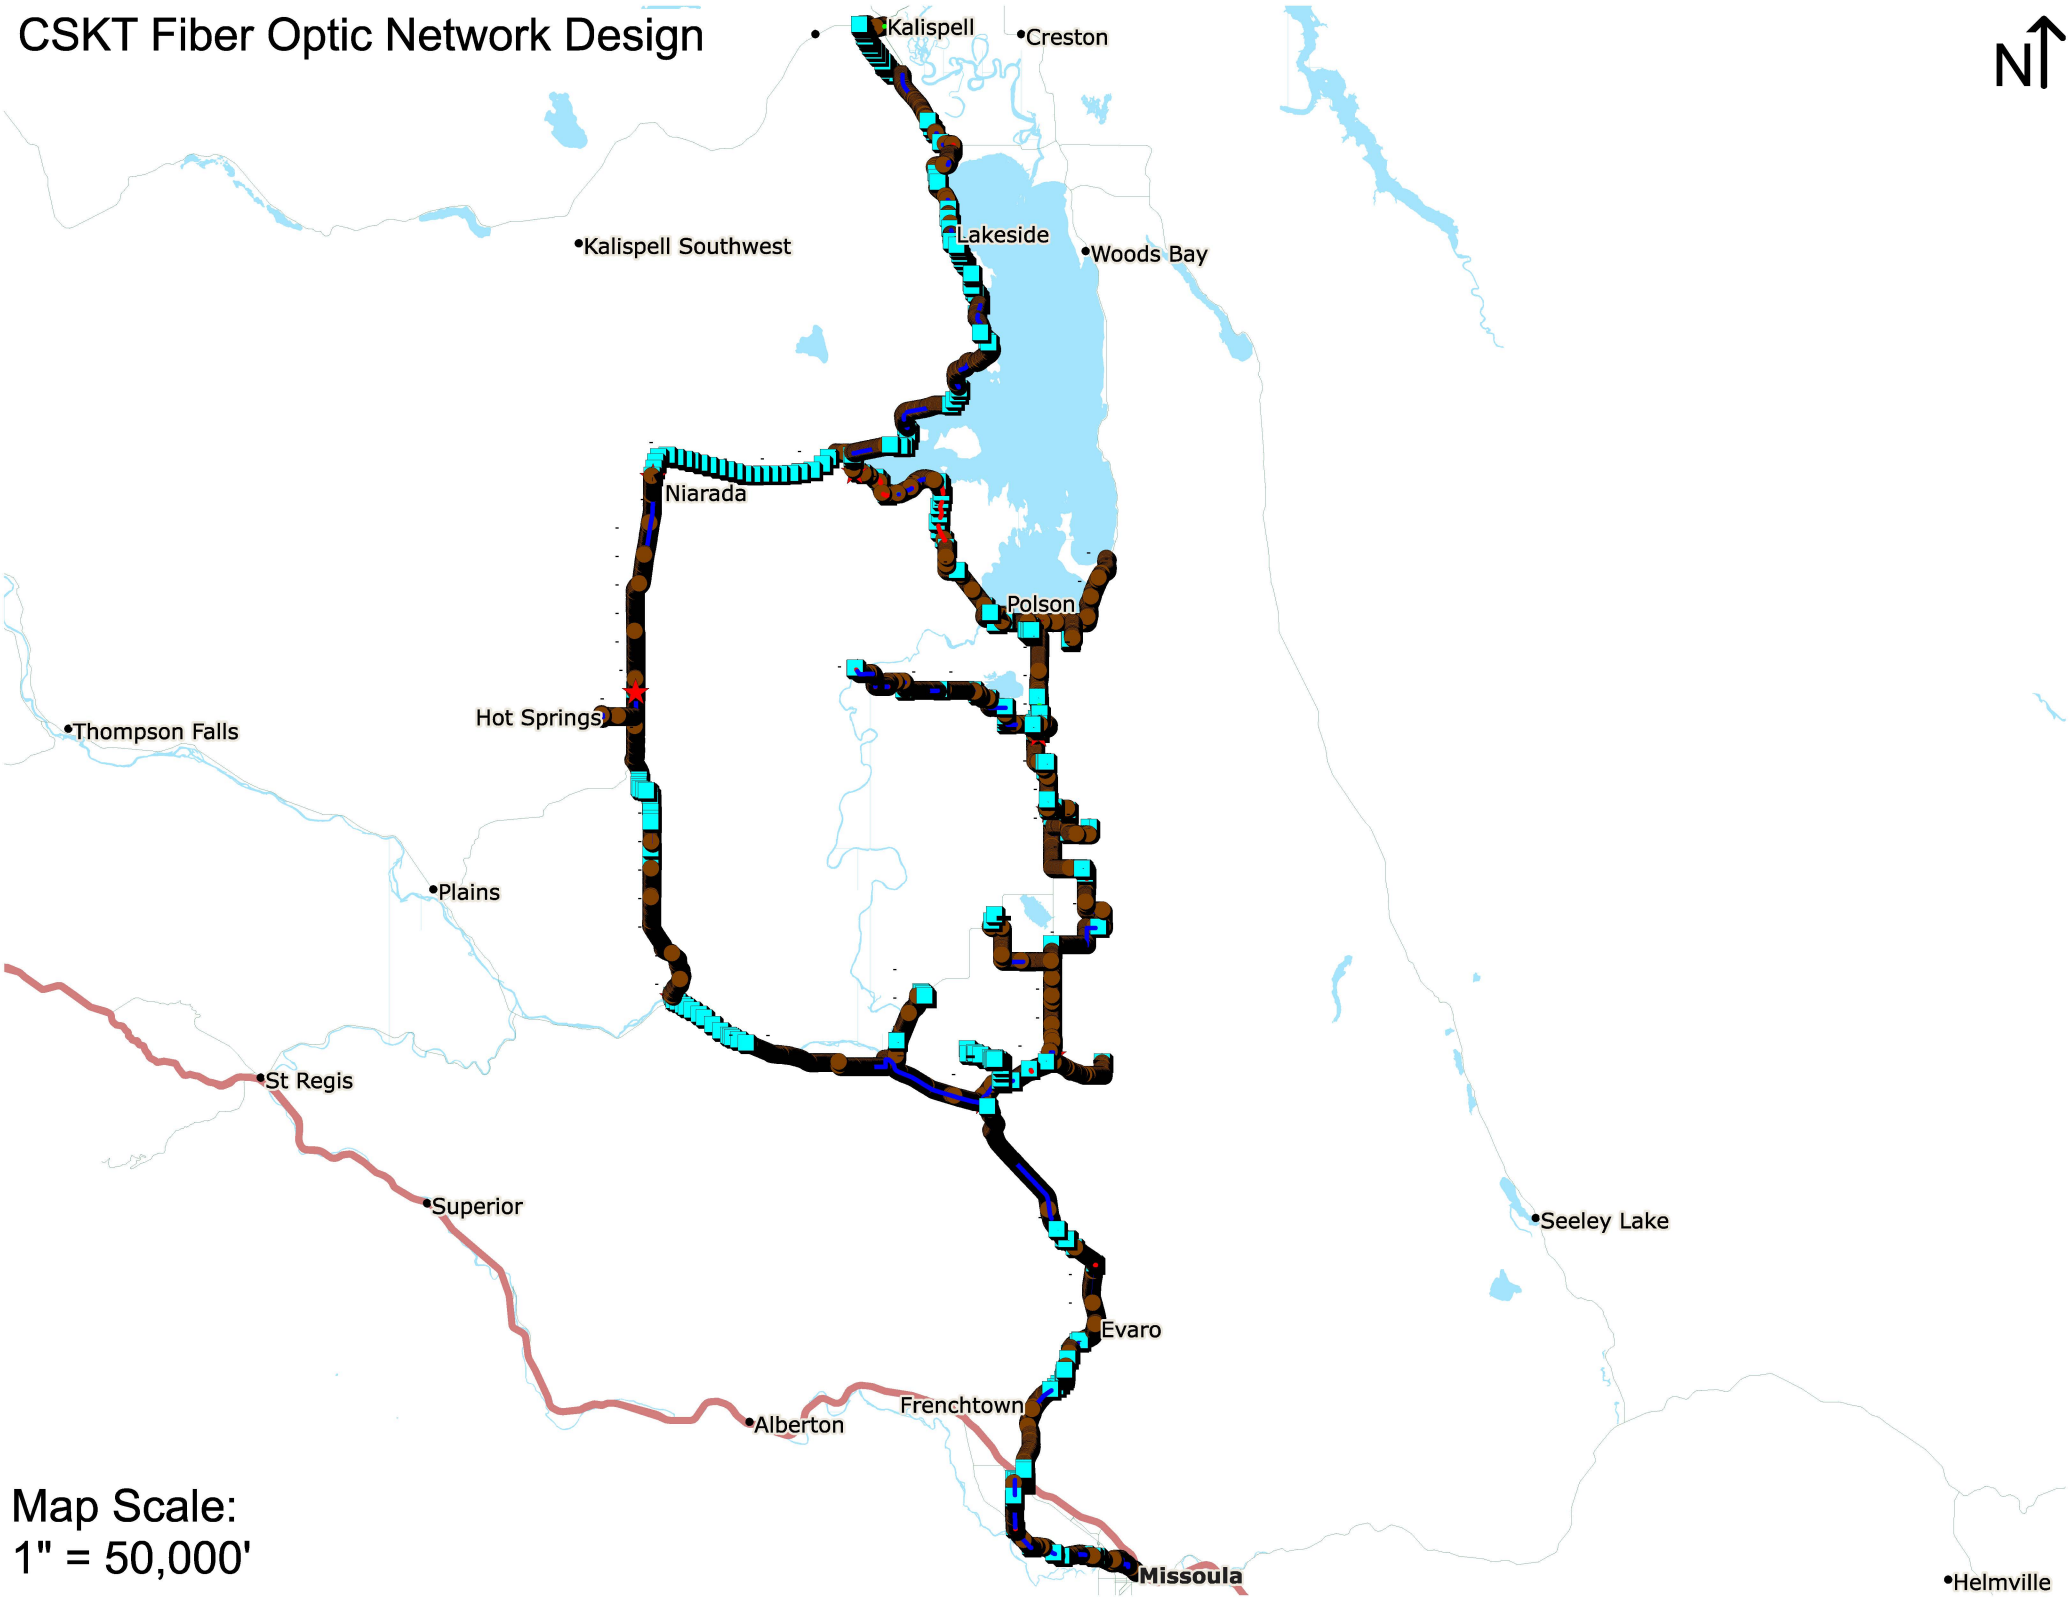 CSKT Fiber Optic Network Design
Kalispell
Creston
N
Kalispell Southwest
Lakeside
Woods Bay
Niarada
Polson
Hot Springs
Thompson Falls
Plains
St Regis
Superior
Seeley Lake
Evaro
Frenchtown
Alberton
Map Scale:
1" = 50,000'
Missoula
Helmville